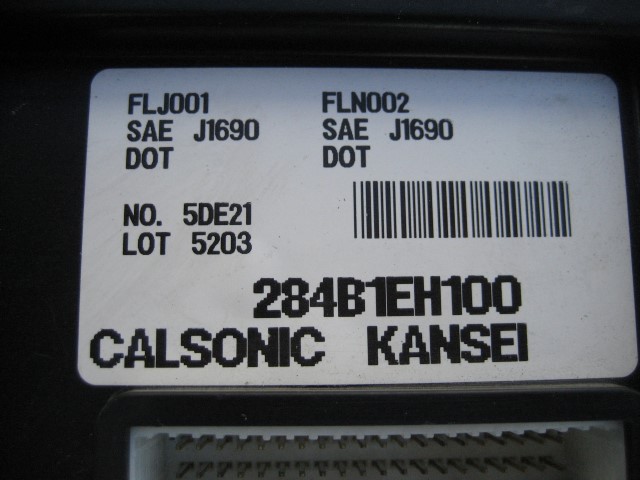 FLJ001 FLN002
SAE J1690 SAE J1690
DOT DOT
NO. 5DE21
LOT 5203
284B1EH100
CALSONIC KANSEI